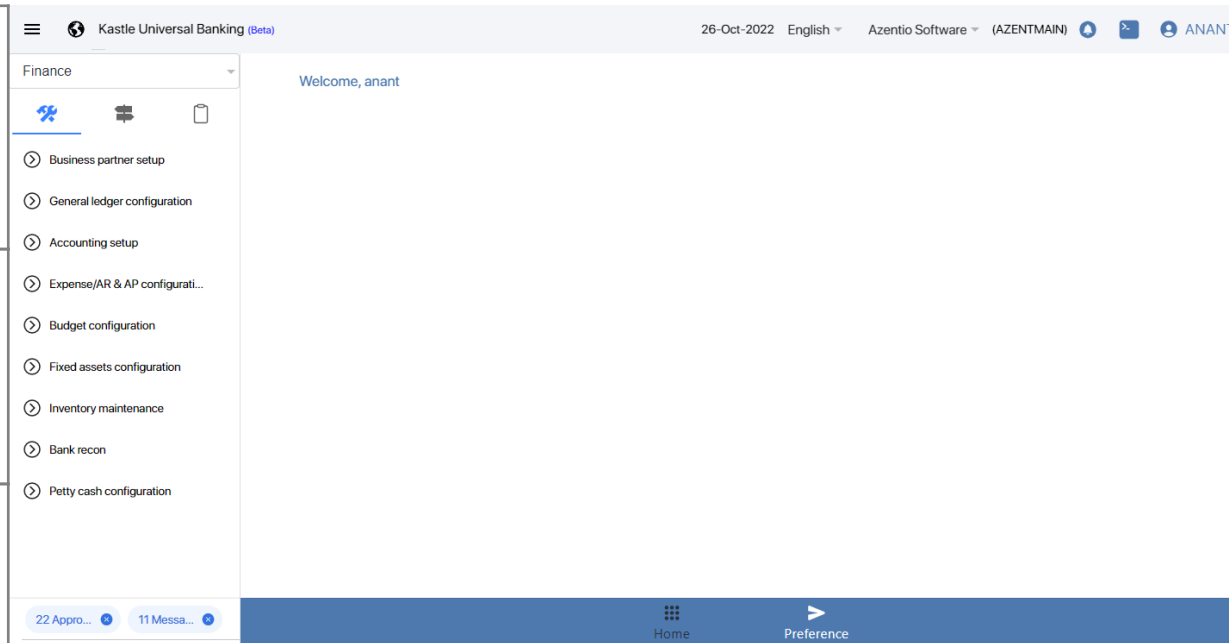 Kastle Universal Banking (Beta)
26-Oct-2022 English Azentio Software (AZENTMAIN) ANANT
Finance
Welcome, anant
Business partner setup
General ledger configuration
Accounting setup
Expense/AR & AP configurati...
Budget configuration
Fixed assets configuration
Inventory maintenance
Bank recon
Petty cash configuration
22 Appro... 11 Messa...
Home Preference